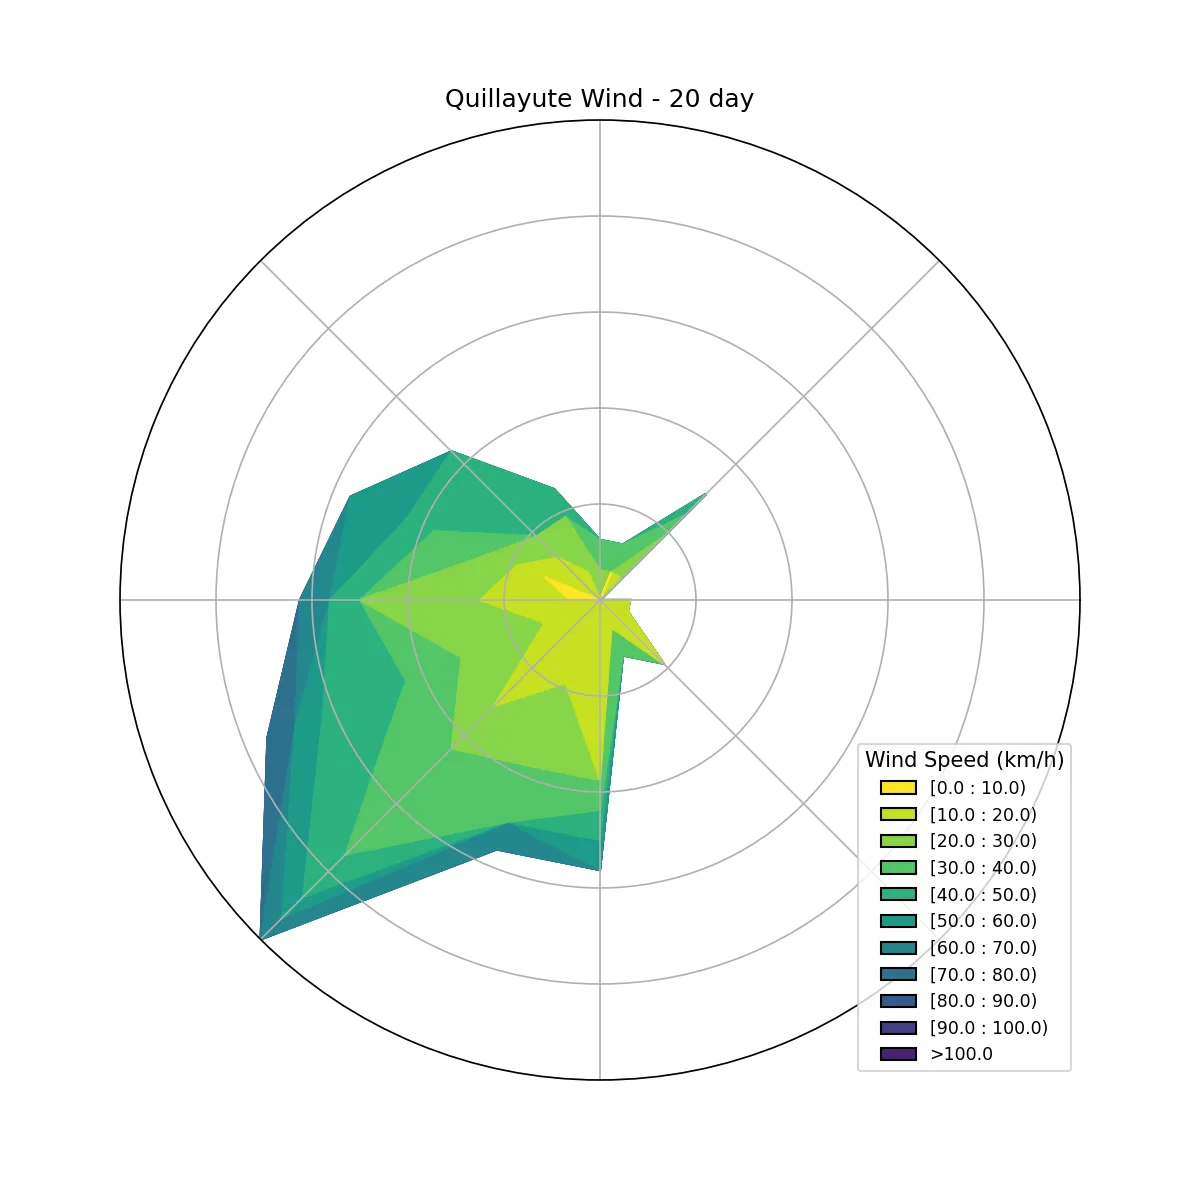 Quillayute Wind - 20 day
Wind Speed (km/h)
[0.0 : 10.0)
[10.0 : 20.0)
[20.0 : 30.0)
[30.0 : 40.0)
[40.0 : 50.0)
[50.0 : 60.0)
[60.0 : 70.0)
[70.0 : 80.0)
[80.0 : 90.0)
[90.0 : 100.0)
>100.0